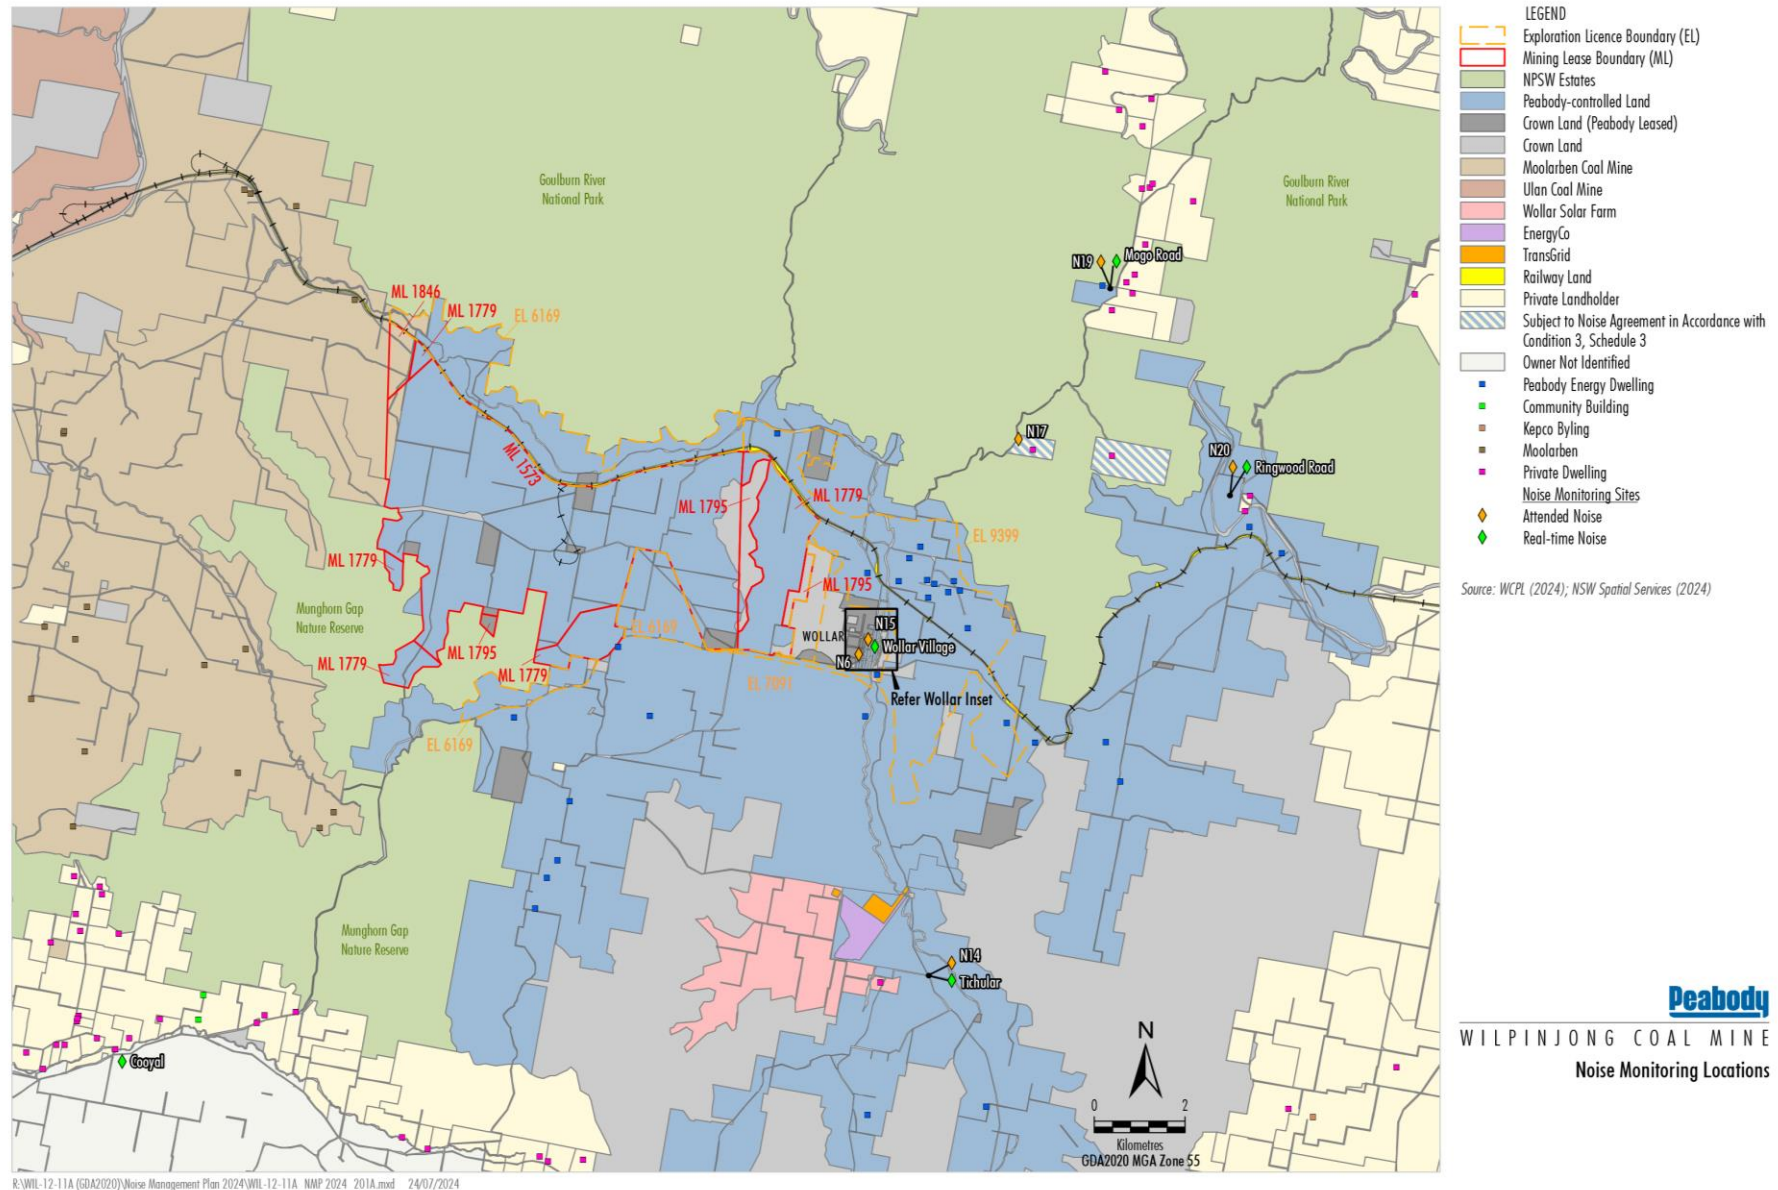 LEGEND
Exploration Licence Boundary (EL)
Mining Lease Boundary (ML)
NPSW Estates
Peabody-controlled Land
Crown Land (Peabody Leased)
Crown Land
Moolarben Coal Mine
Ulan Coal Mine
Wollar Solar Farm
EnergyCo
TransGrid
Railway Land
Private Landholder
Subject to Noise Agreement in Accordance with
Condition 3, Schedule 3
Owner Not Identified
Peabody Energy Dwelling
Community Building
Kepco Byling
Moolarben
Private Dwelling
Noise Monitoring Sites
Attended Noise
Real-time Noise
Source: WCPL (2024); NSW Spatial Services (2024)
Goulburn River
National Park
Goulburn River
National Park
N19
Mogo Road
ML 1846
ML 1779
EL 6169
N17
N20
Ringwood Road
ML 1573
ML 1795
ML 1779
EL 9399
ML 1779
ML 1795
Munghorn Gap
Nature Reserve
EL 6169
WOLLAR
N15
Wollar Village
N6
ML 1779
ML 1795
ML 1779
EL 7091
Refer Wollar Inset
EL 6169
Munghorn Gap
Nature Reserve
N14
Tichular
Cooyal
N
0 2
Kilometres
GDA2020 MGA Zone 55
Peabody
WILPINJONG COAL MINE
Noise Monitoring Locations
R:\WIL-12-11A (GDA2020)\Noise Management Plan 2024\WIL-12-11A NMP 2024 201A.mxd 24/07/2024